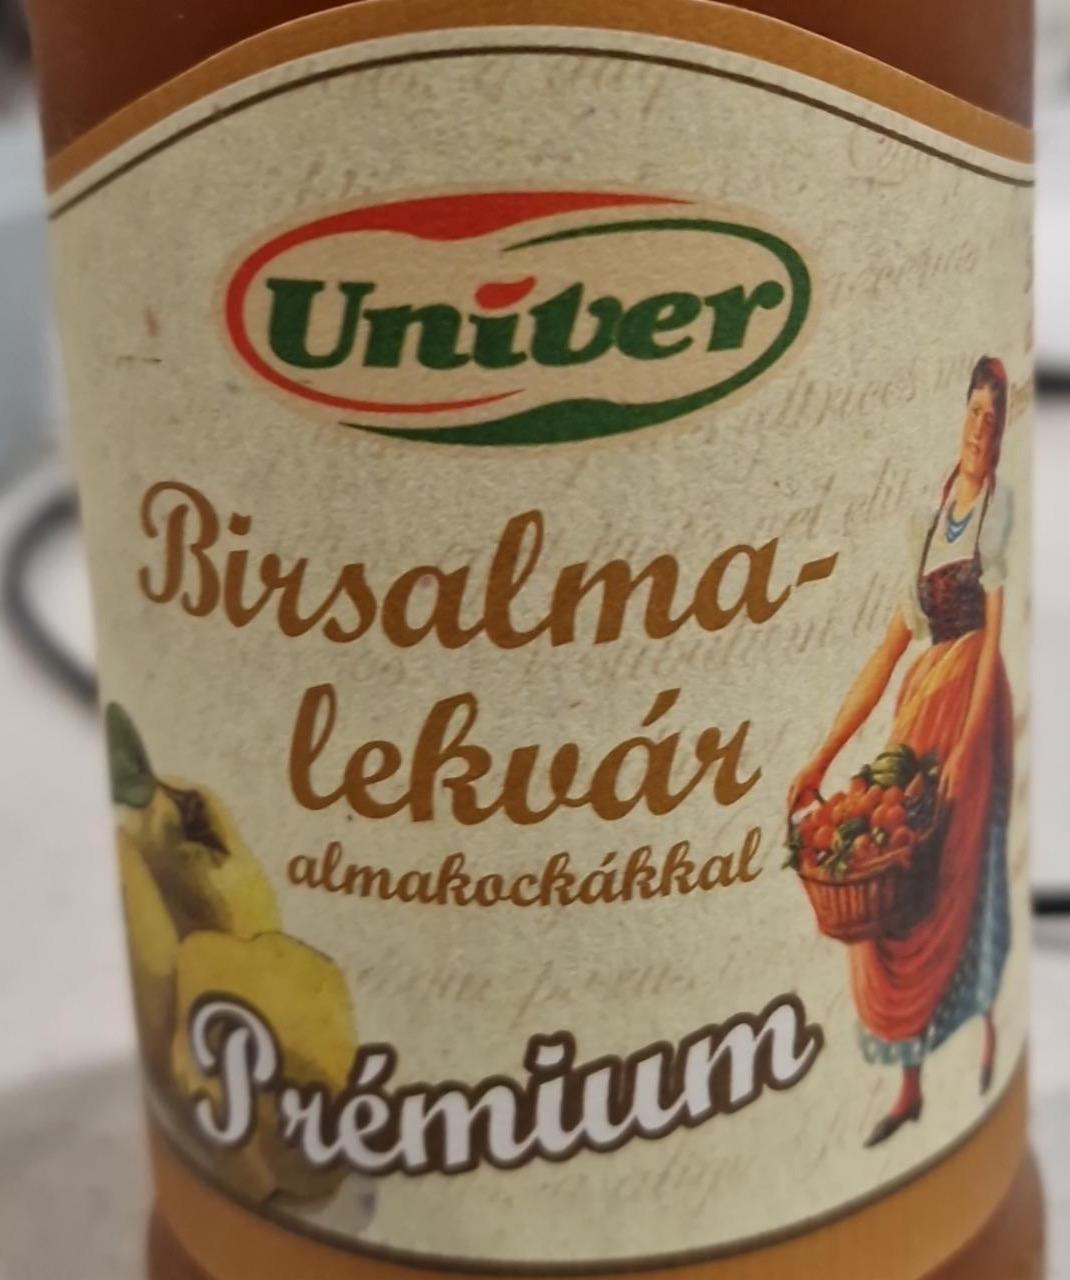 Univer
Birsalma-
lekvár
almakockákkal
Prémium